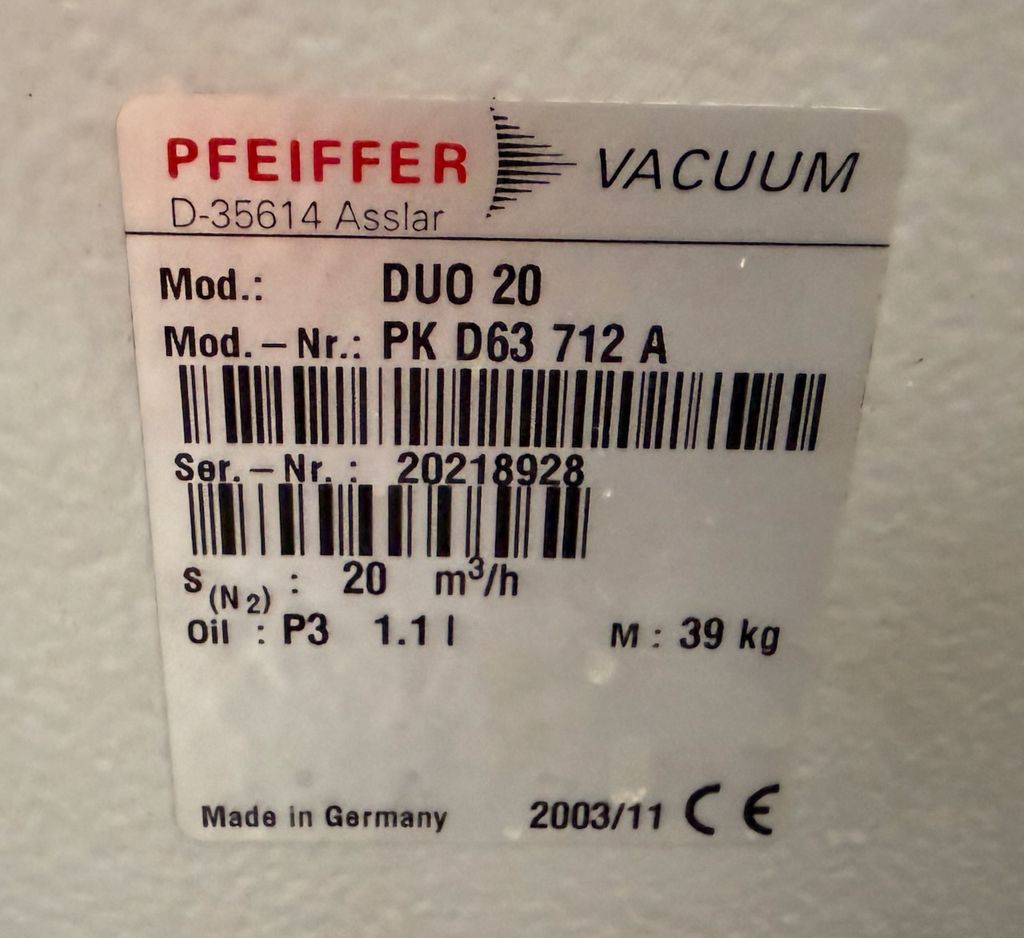 PFEIFFER VACUUM
D-35614 Asslar
Mod.: DUO 20
Mod.-Nr.: PK D63 712 A
Ser.-Nr.: 20218928
S(N2) : 20 m³/h
Oil : P3 1.1 l M : 39 kg
Made in Germany 2003/11 CE